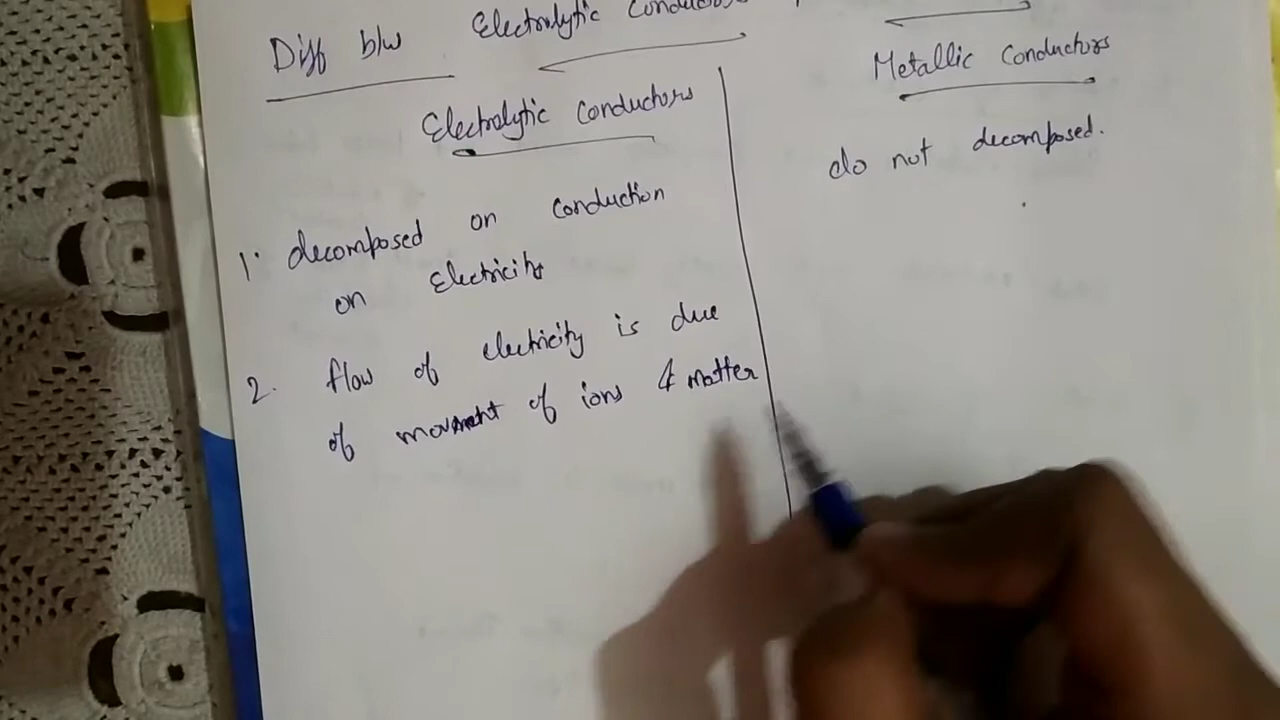 Diff b/w Electrolytic
Electrolytic Conductors
Metallic Conductors
1. decomposed on conduction
on Electricity
do not decomposed.
2. flow of electricity is due
of movement of ions & matter